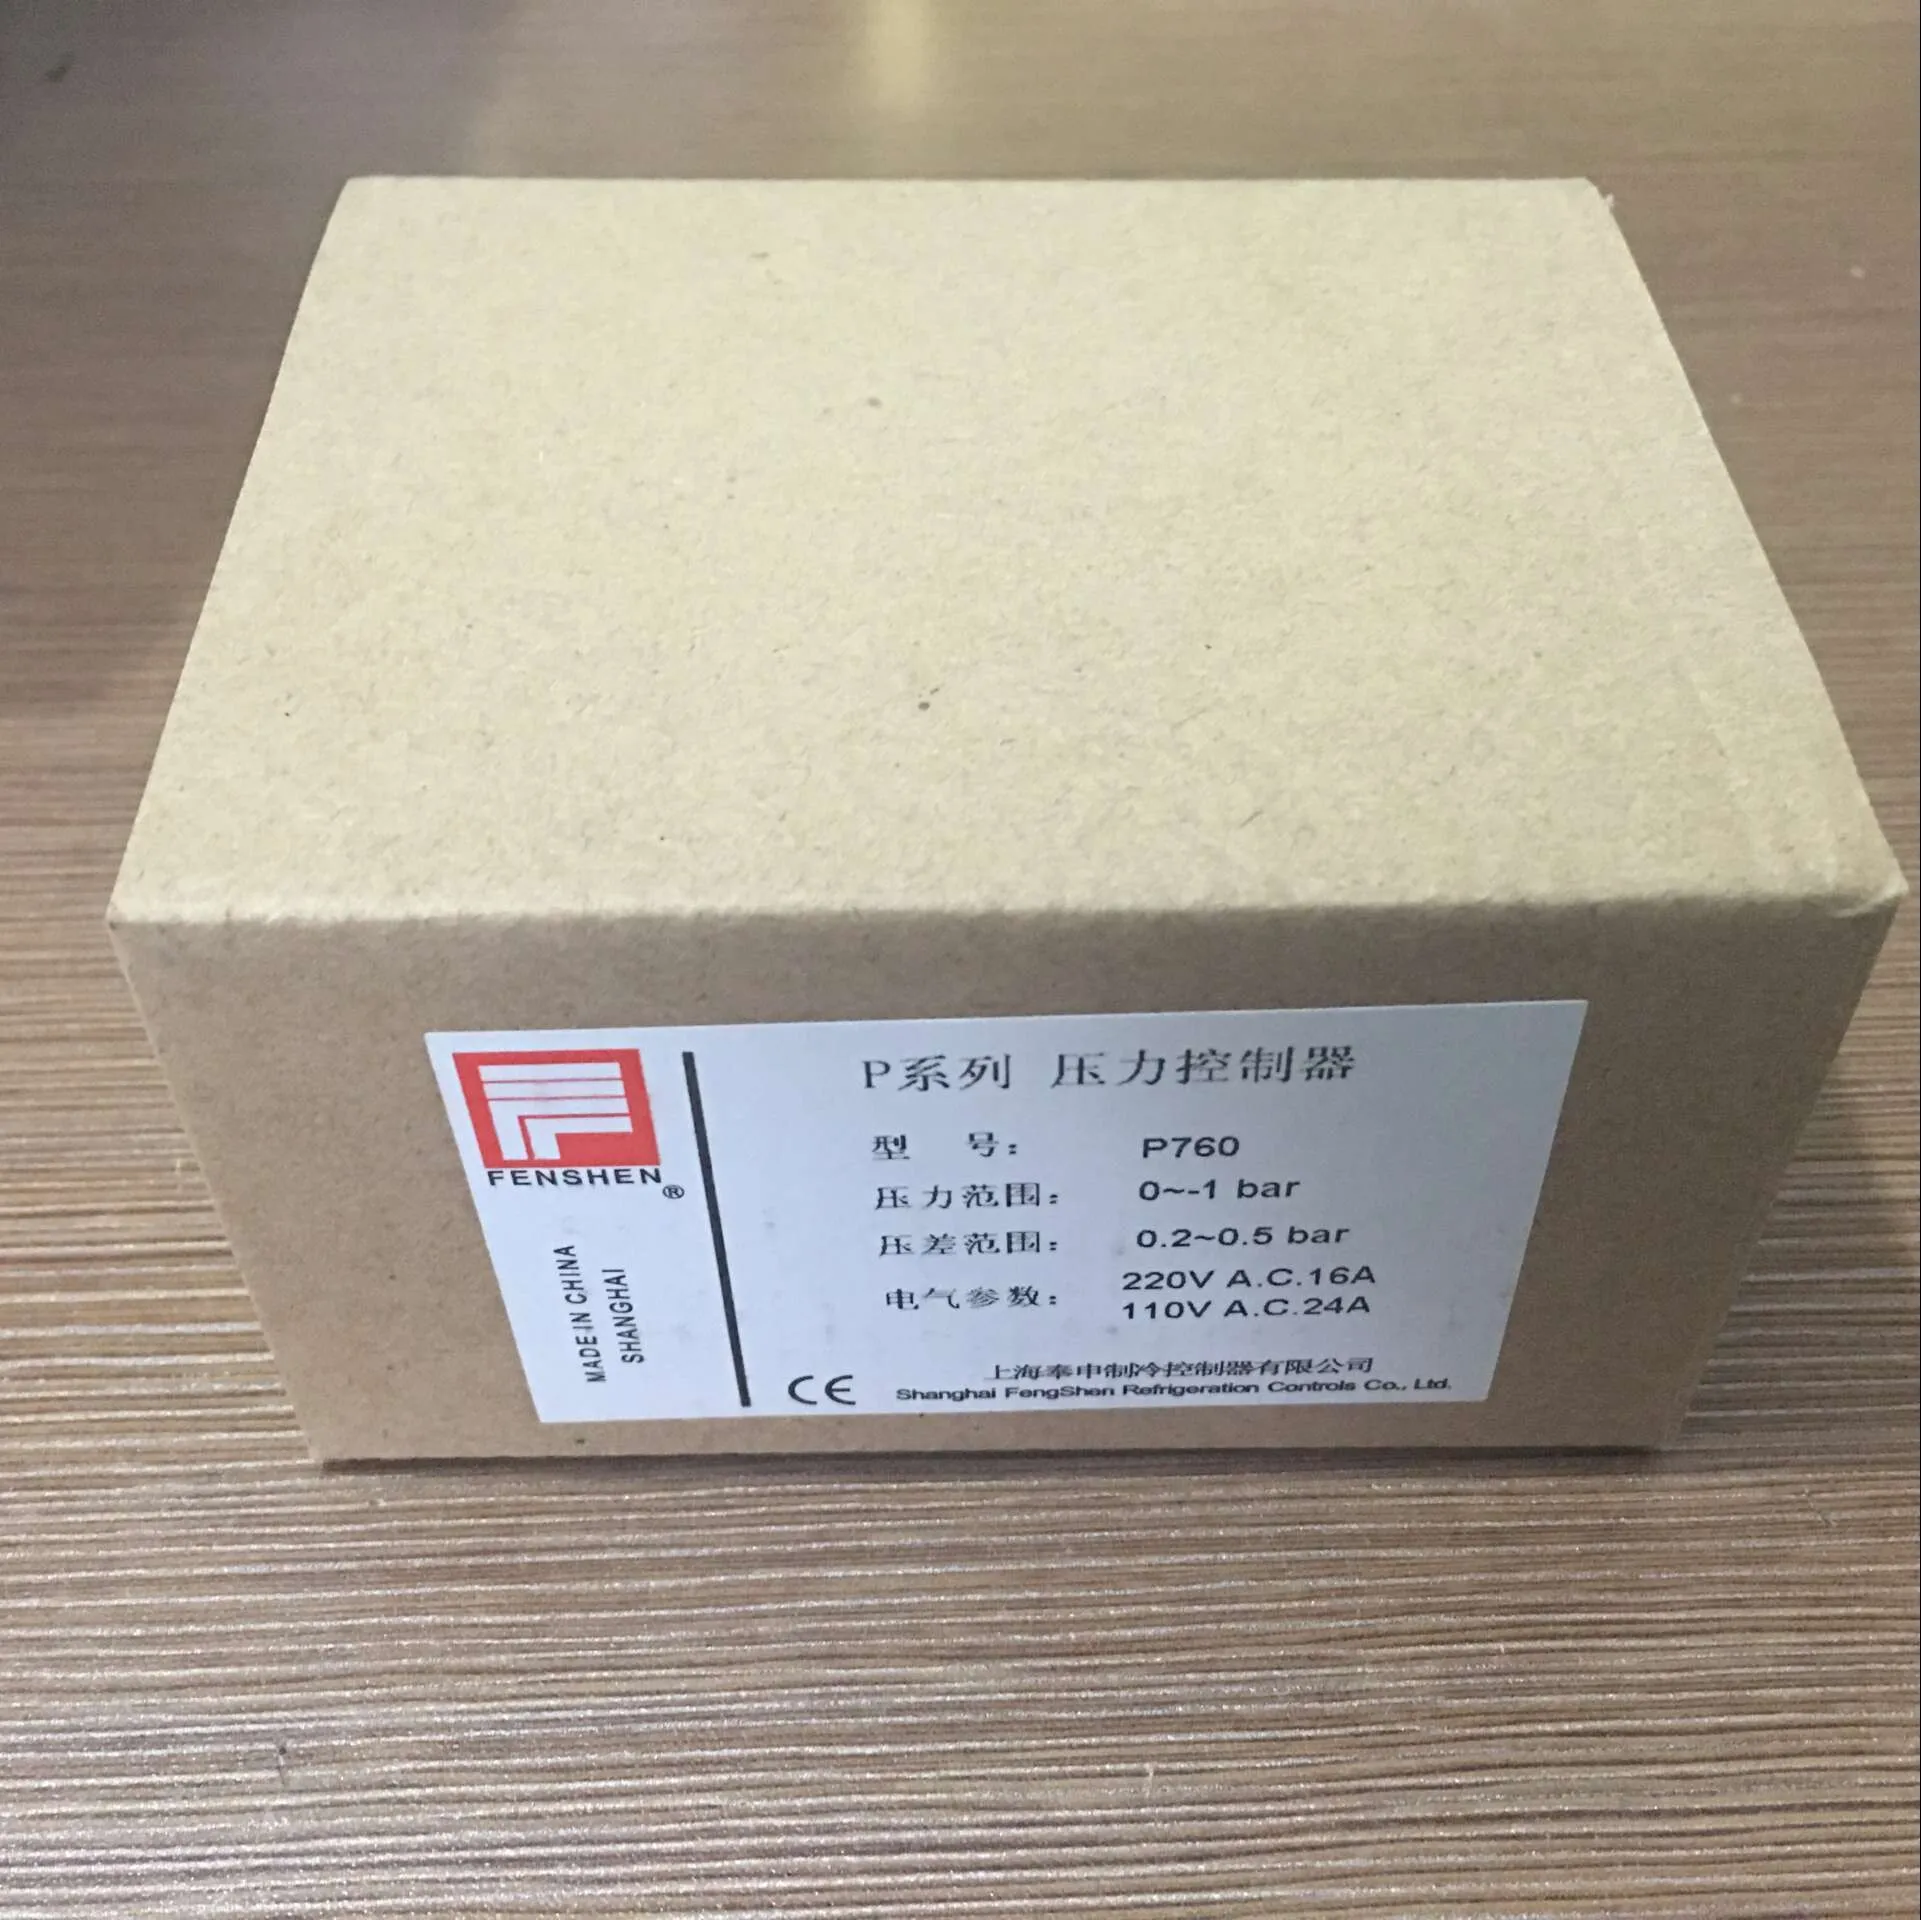 FENSHEN®
MADE IN CHINA
SHANGHAI
P系列 压力控制器
型 号: P760
压力范围: 0~-1 bar
压差范围: 0.2~0.5 bar
电气参数: 220V A.C.16A
110V A.C.24A
CE
上海奉申制冷控制器有限公司
Shanghai FengShen Refrigeration Controls Co., Ltd.